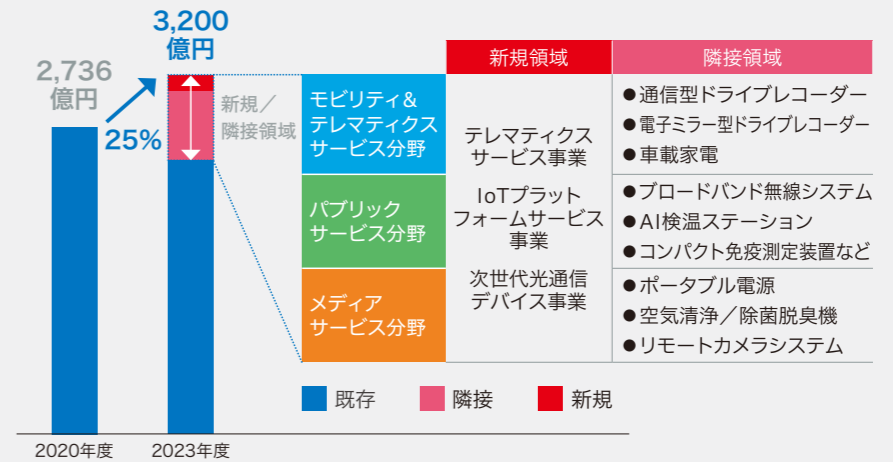 3,200
億円
2,736
億円
25%
新規／
隣接領域
2020年度
2023年度
新規領域
隣接領域
モビリティ＆
テレマティクス
サービス分野
パブリック
サービス分野
メディア
サービス分野
テレマティクス
サービス事業
IoTプラット
フォームサービス
事業
次世代光通信
デバイス事業
●通信型ドライブレコーダー
●電子ミラー型ドライブレコーダー
●車載家電
●ブロードバンド無線システム
●AI検温ステーション
●コンパクト免疫測定装置など
●ポータブル電源
●空気清浄／除菌脱臭機
●リモートカメラシステム
既存
隣接
新規